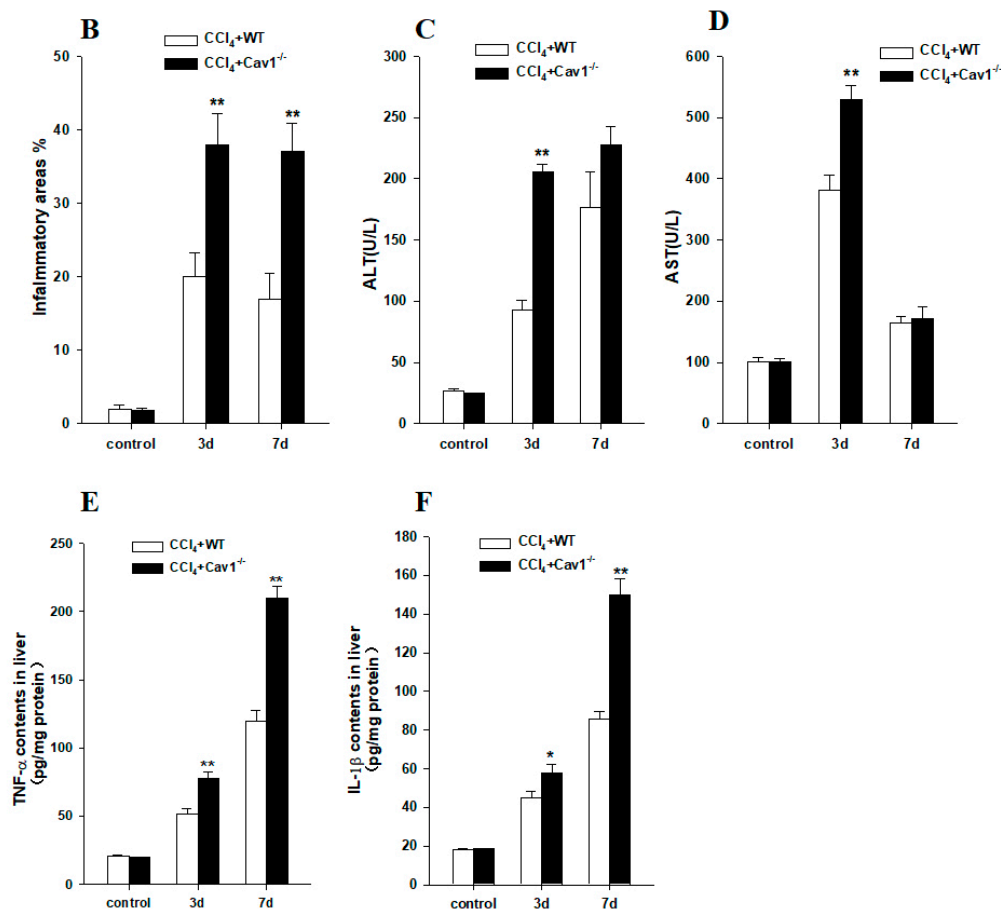 B
CCl₄+WT
CCl₄+Cav1⁻/⁻
Infalmmatory areas %
50
40
30
20
10
0
** **
control 3d 7d
C
CCl₄+WT
CCl₄+Cav1⁻/⁻
ALT(U/L)
300
250
200
150
100
50
0
**
control 3d 7d
D
CCl₄+WT
CCl₄+Cav1⁻/⁻
AST(U/L)
600
500
400
300
200
100
0
**
control 3d 7d
E
CCl₄+WT
CCl₄+Cav1⁻/⁻
TNF-α contents in liver
(pg/mg protein)
250
200
150
100
50
0
** **
control 3d 7d
F
CCl₄+WT
CCl₄+Cav1⁻/⁻
IL-1β contents in liver
(pg/mg protein)
180
160
140
120
100
80
60
40
20
0
* **
control 3d 7d